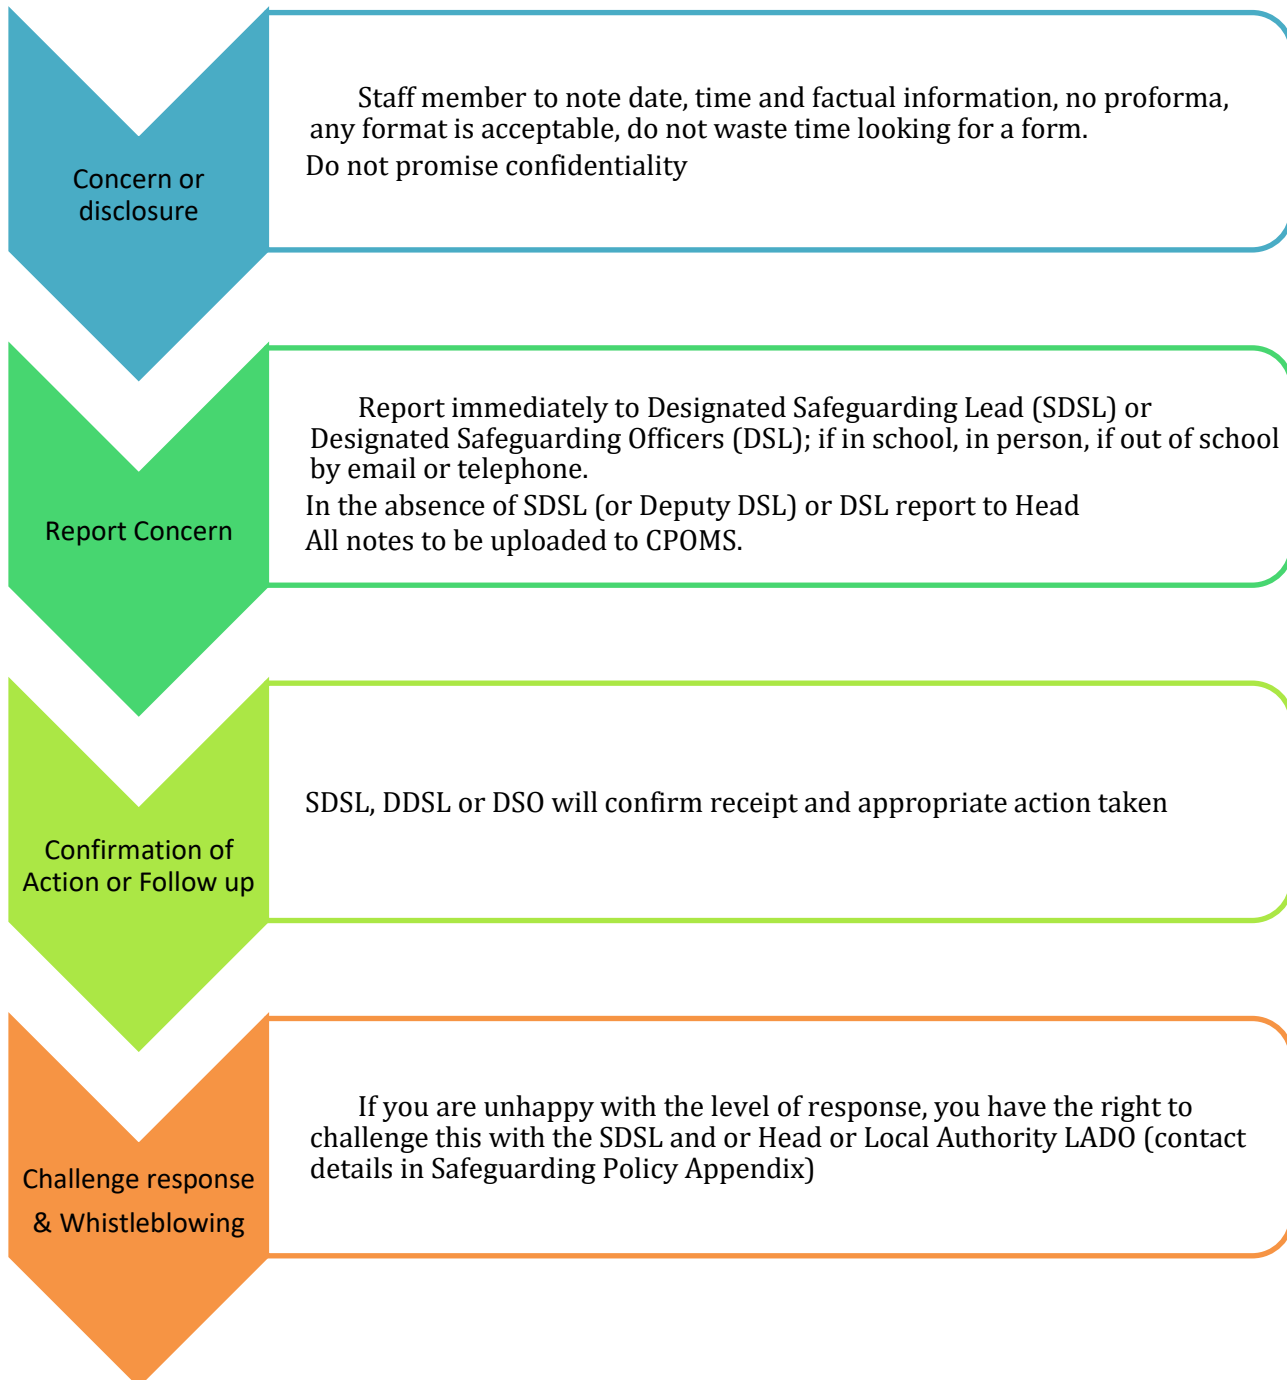 Concern or
disclosure
Staff member to note date, time and factual information, no proforma,
any format is acceptable, do not waste time looking for a form.
Do not promise confidentiality
Report Concern
Report immediately to Designated Safeguarding Lead (SDSL) or
Designated Safeguarding Officers (DSL); if in school, in person, if out of school
by email or telephone.
In the absence of SDSL (or Deputy DSL) or DSL report to Head
All notes to be uploaded to CPOMS.
Confirmation of
Action or Follow up
SDSL, DDSL or DSO will confirm receipt and appropriate action taken
Challenge response
& Whistleblowing
If you are unhappy with the level of response, you have the right to
challenge this with the SDSL and or Head or Local Authority LADO (contact
details in Safeguarding Policy Appendix)